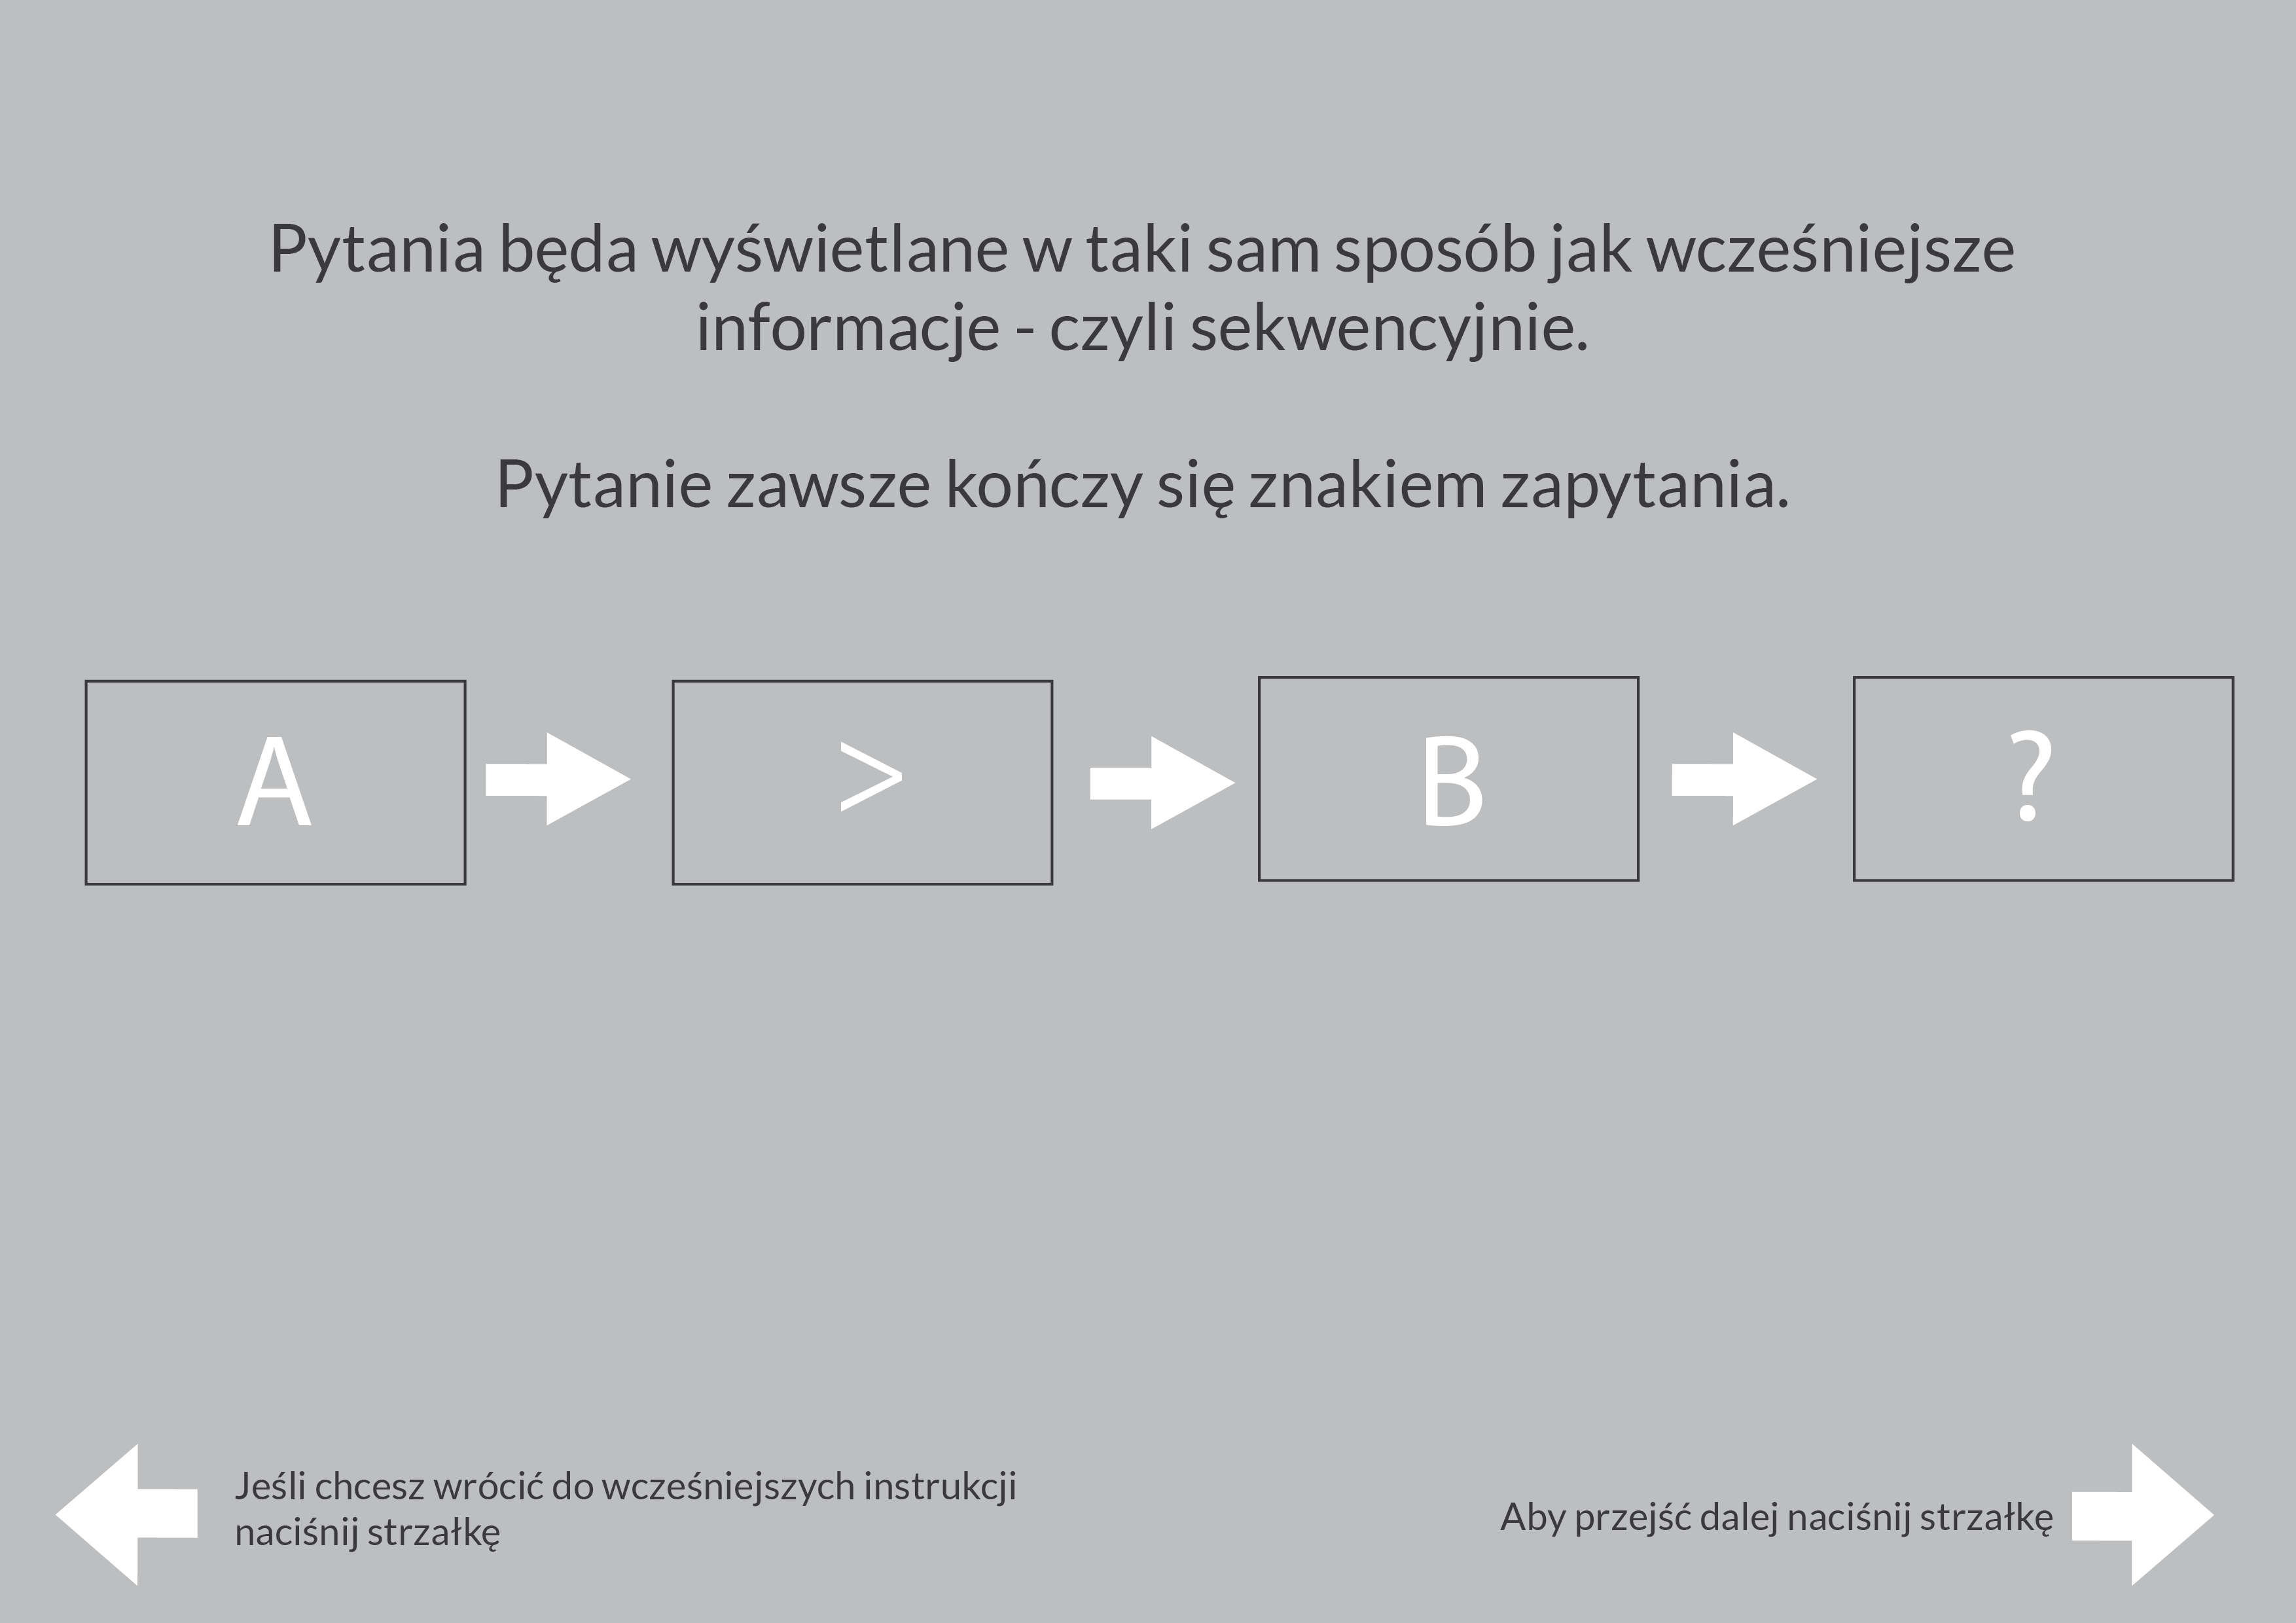 Pytania będa wyświetlane w taki sam sposób jak wcześniejsze
informacje - czyli sekwencyjnie.
Pytanie zawsze kończy się znakiem zapytania.
A > B ?
Jeśli chcesz wrócić do wcześniejszych instrukcji
naciśnij strzałkę
Aby przejść dalej naciśnij strzałkę